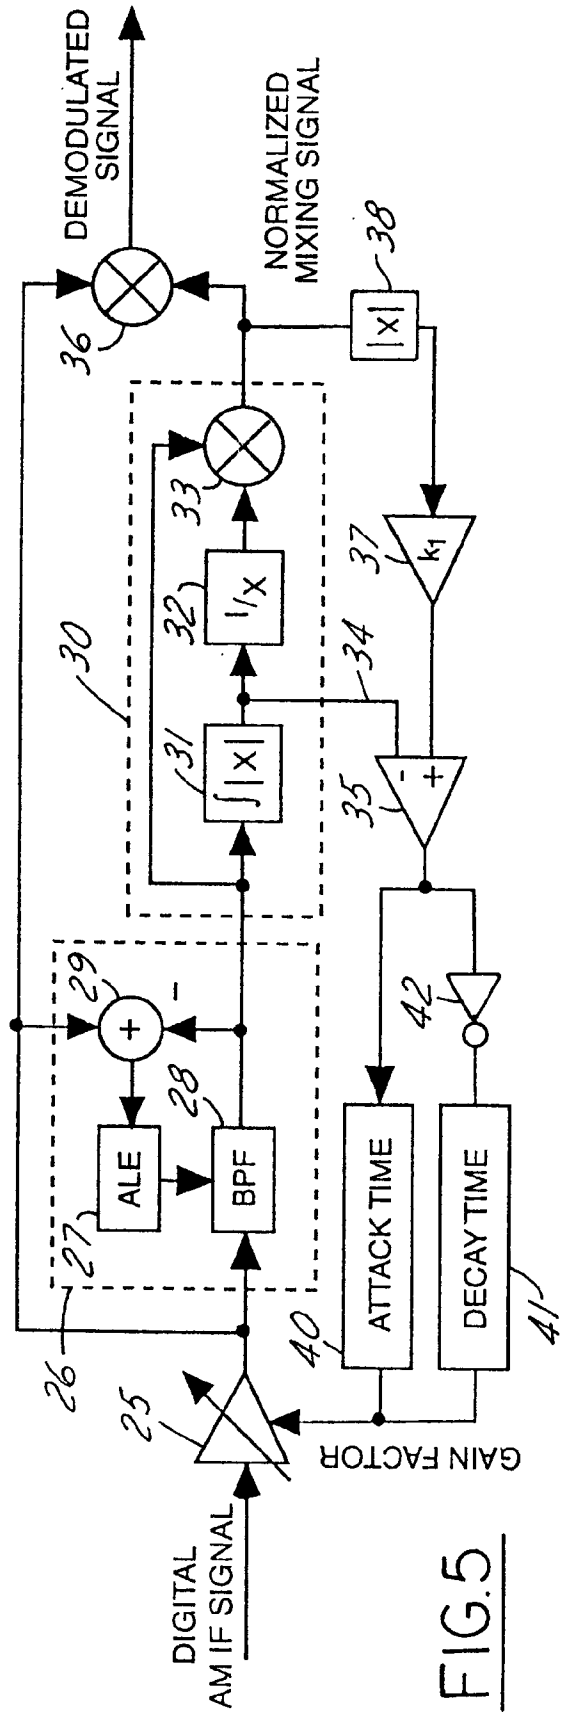 DIGITAL
AM IF SIGNAL
25
GAIN FACTOR
26
27
ALE
28
BPF
29
+
−
30
31
∫|X|
32
1/X
33
34
35
−
+
36
DEMODULATED
SIGNAL
NORMALIZED
MIXING SIGNAL
38
|X|
37
k1
40
ATTACK TIME
42
DECAY TIME
41
FIG.5